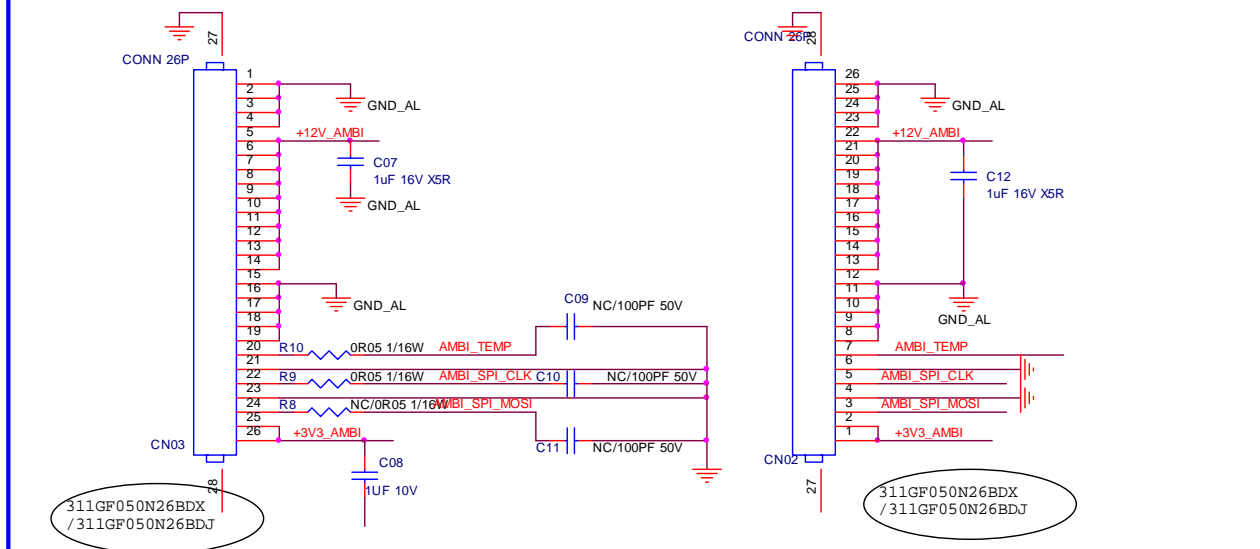 27
CONN 26P
1
2
3
4
5
6
7
8
9
10
11
12
13
14
15
16
17
18
19
20
21
22
23
24
25
26
GND_AL
+12V_AMBI
C07
1uF 16V X5R
GND_AL
GND_AL
C09
NC/100PF 50V
R10
0R05 1/16W
AMBI_TEMP
R9
0R05 1/16W
AMBI_SPI_CLK
C10
NC/100PF 50V
R8
NC/0R05 1/16W
AMBI_SPI_MOSI
+3V3_AMBI
C11
NC/100PF 50V
CN03
C08
1UF 10V
28
311GF050N26BDX
/311GF050N26BDJ
28
CONN 26P
26
25
24
23
22
21
20
19
18
17
16
15
14
13
12
11
10
9
8
7
6
5
4
3
2
1
GND_AL
+12V_AMBI
C12
1uF 16V X5R
GND_AL
AMBI_TEMP
AMBI_SPI_CLK
AMBI_SPI_MOSI
+3V3_AMBI
CN02
27
311GF050N26BDX
/311GF050N26BDJ